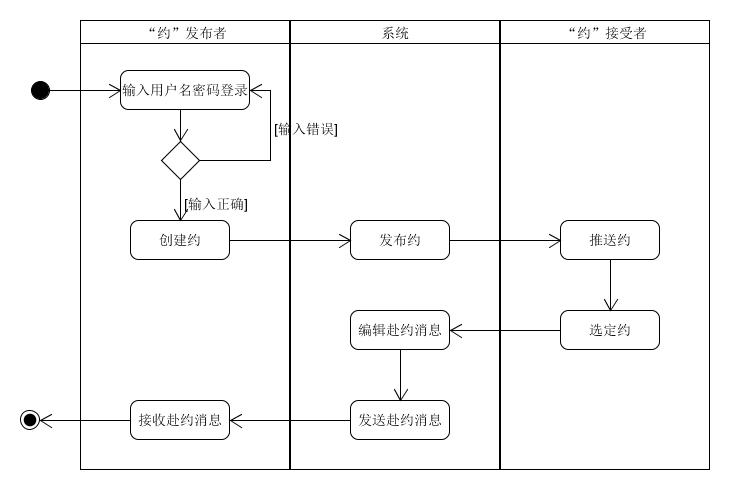 “约”发布者
系统
“约”接受者
输入用户名密码登录
[输入错误]
[输入正确]
创建约
发布约
推送约
编辑赴约消息
选定约
接收赴约消息
发送赴约消息